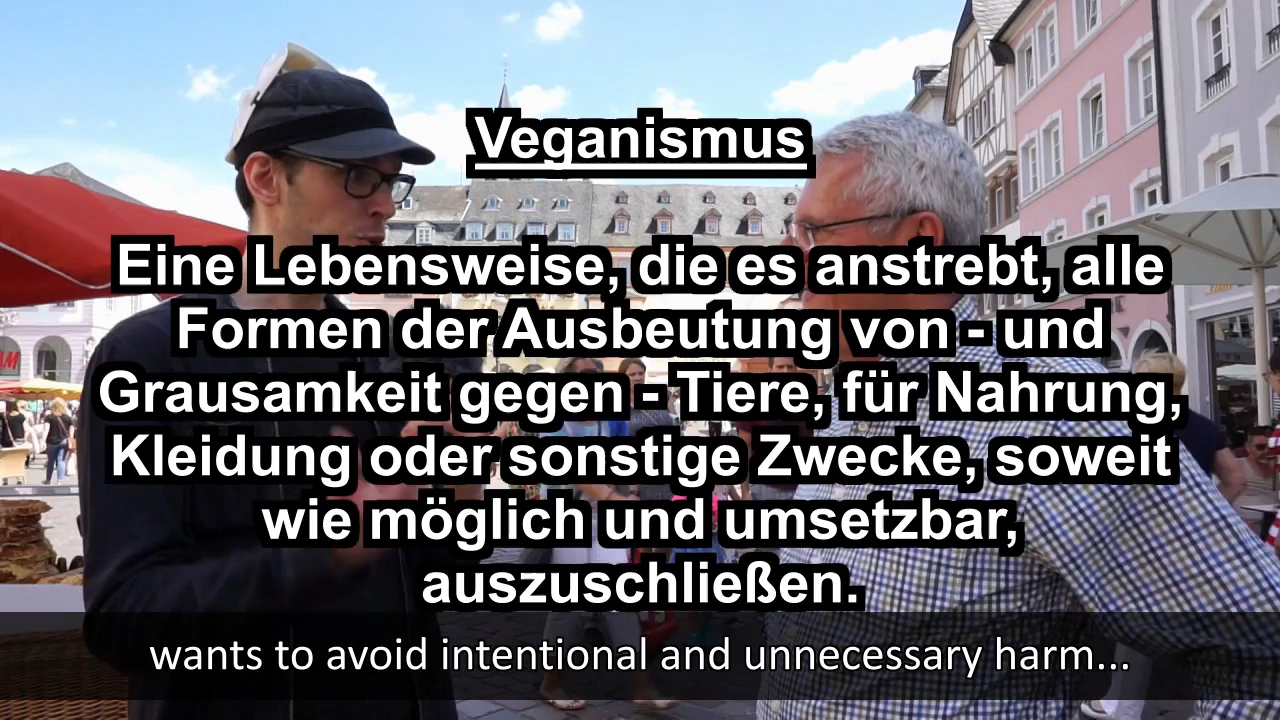 Veganismus
Eine Lebensweise, die es anstrebt, alle
Formen der Ausbeutung von - und
Grausamkeit gegen - Tiere, für Nahrung,
Kleidung oder sonstige Zwecke, soweit
wie möglich und umsetzbar,
auszuschließen.
wants to avoid intentional and unnecessary harm...